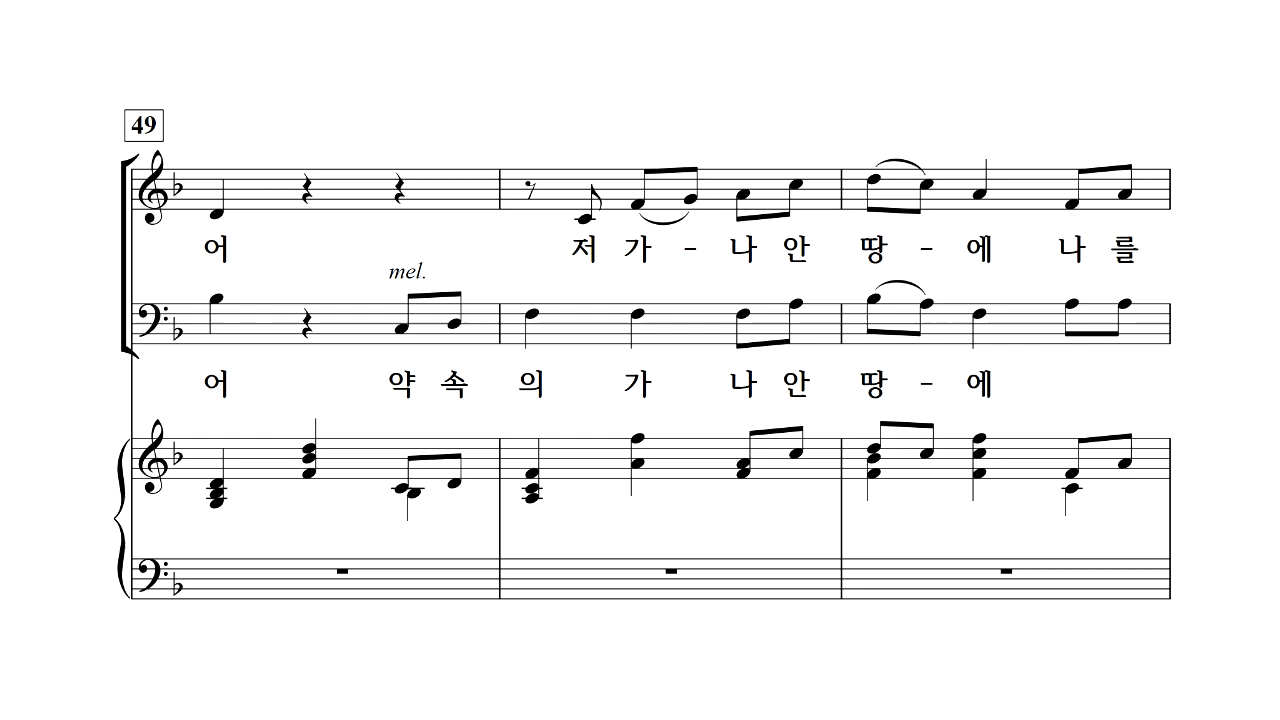 49
어 저 가 - 나 안 땅 - 에 나 를
mel.
어 약 속 의 가 나 안 땅 - 에